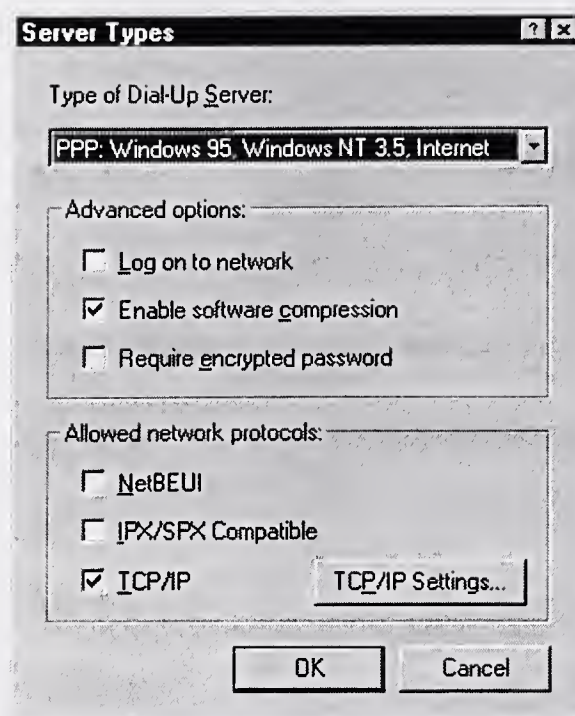 Server Types
Type of Dial-Up Server:
PPP: Windows 95, Windows NT 3.5, Internet
Advanced options:
Log on to network
Enable software compression
Require encrypted password
Allowed network protocols:
NetBEUI
IPX/SPX Compatible
TCP/IP
TCP/IP Settings...
OK
Cancel